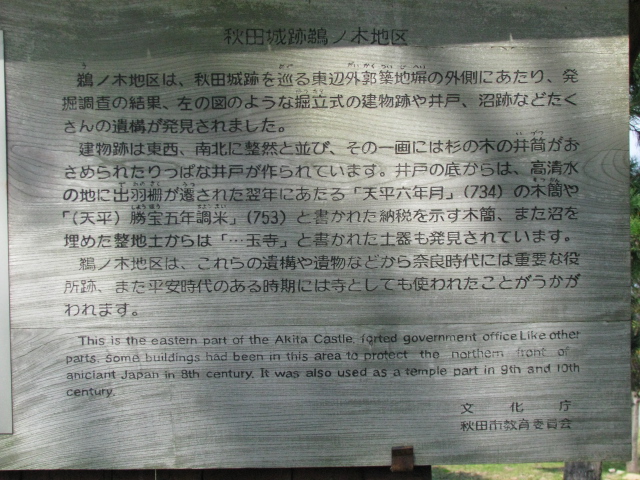 秋田城跡鵜ノ木地区
鵜ノ木地区は、秋田城跡を巡る東辺外郭築地塀の外側にあたり、発
掘調査の結果、左の図のような掘立式の建物跡や井戸、沼跡などたく
さんの遺構が発見されました。
建物跡は東西、南北に整然と並び、その一画には杉の木の井筒がお
さめられたりっぱな井戸が作られています。井戸の底からは、高清水
の地に出羽柵が遷された翌年にあたる「天平六年月」(734)の木簡や
「(天平)勝宝五年調米」(753)と書かれた納税を示す木簡、また沼を
埋めた整地土からは「…玉寺」と書かれた土器も発見されています。
鵜ノ木地区は、これらの遺構や遺物などから奈良時代には重要な役
所跡、また平安時代のある時期には寺としても使われたことがうかが
われます。
This is the eastern part of the Akita Castle, forted government office.Like other
parts, some buildings had been in this area to protect the northern front of
aniciant Japan in 8th century. It was also used as a temple part in 9th and 10th
century.
文化庁
秋田市教育委員会